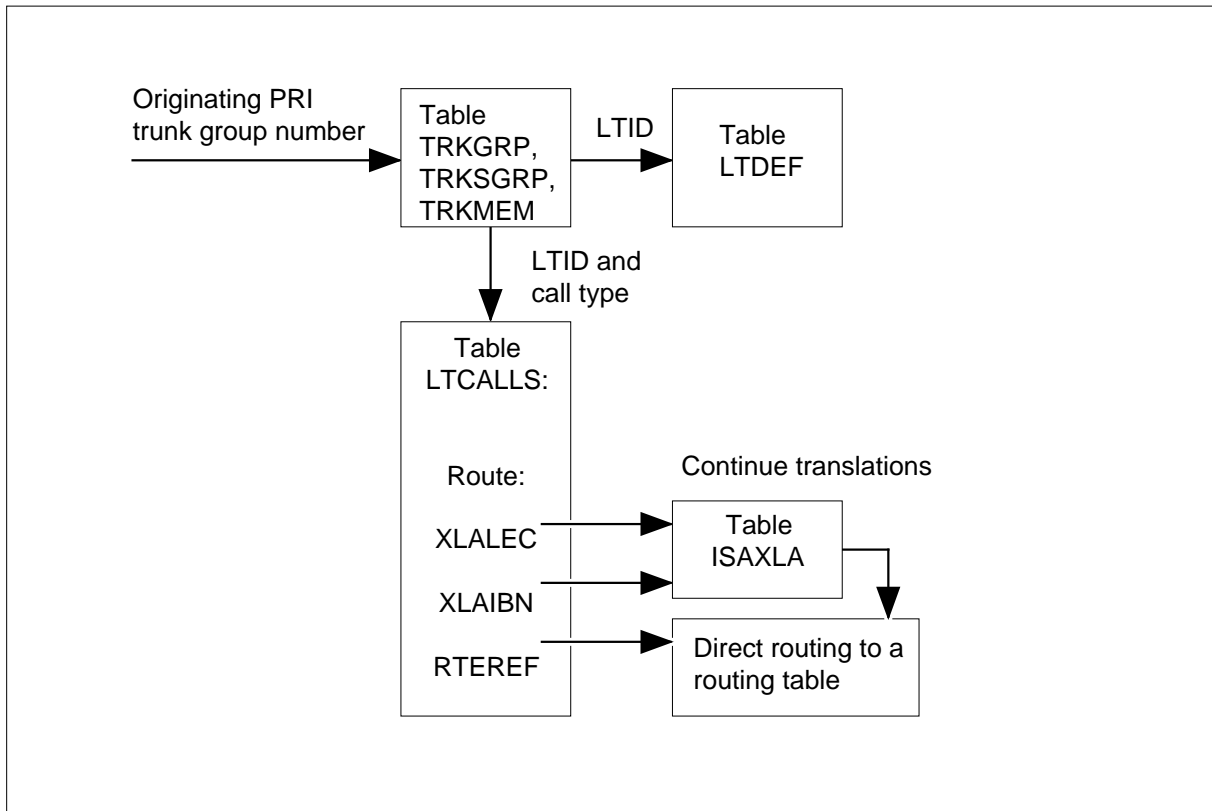 Originating PRI
trunk group number
Table
TRKGRP,
TRKSGRP,
TRKMEM
LTID
Table
LTDEF
LTID and
call type
Table
LTCALLS:
Route:
XLALEC
XLAIBN
RTEREF
Continue translations
Table
ISAXLA
Direct routing to a
routing table